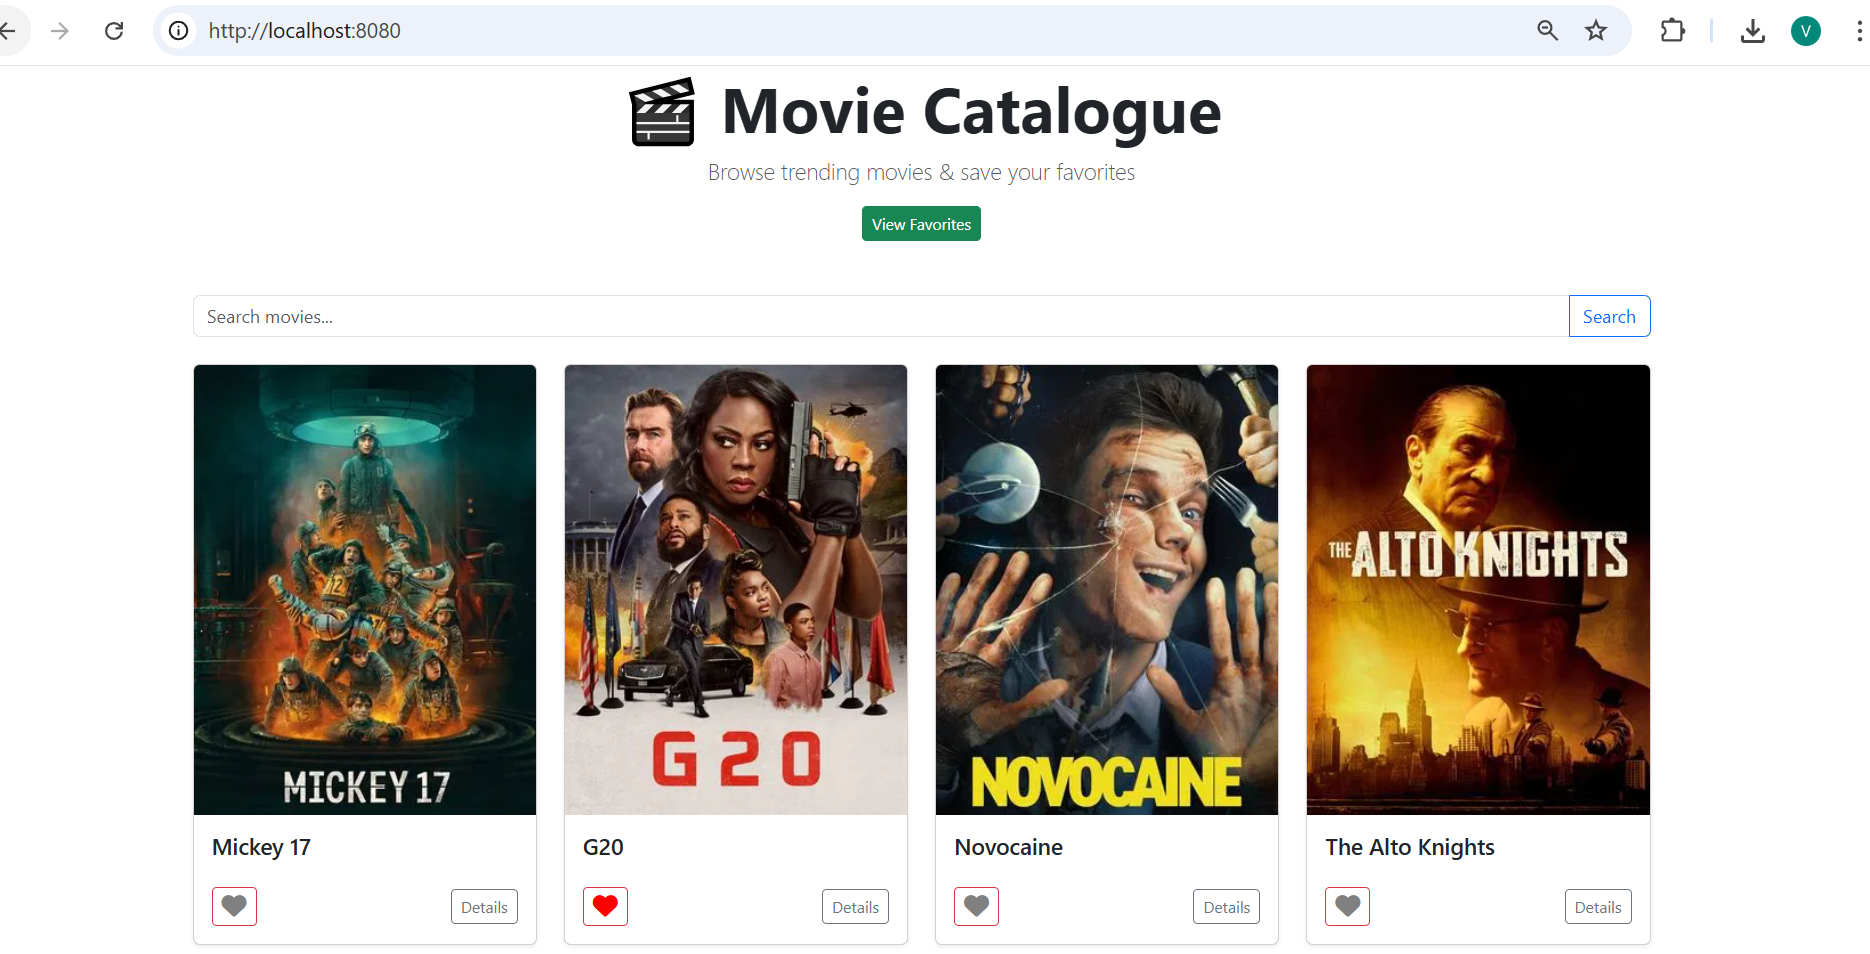 http://localhost:8080
V
Movie Catalogue
Browse trending movies & save your favorites
View Favorites
Search movies...
Search
MICKEY 17
G20
NOVOCAINE
THE ALTO KNIGHTS
Mickey 17
G20
Novocaine
The Alto Knights
Details
Details
Details
Details